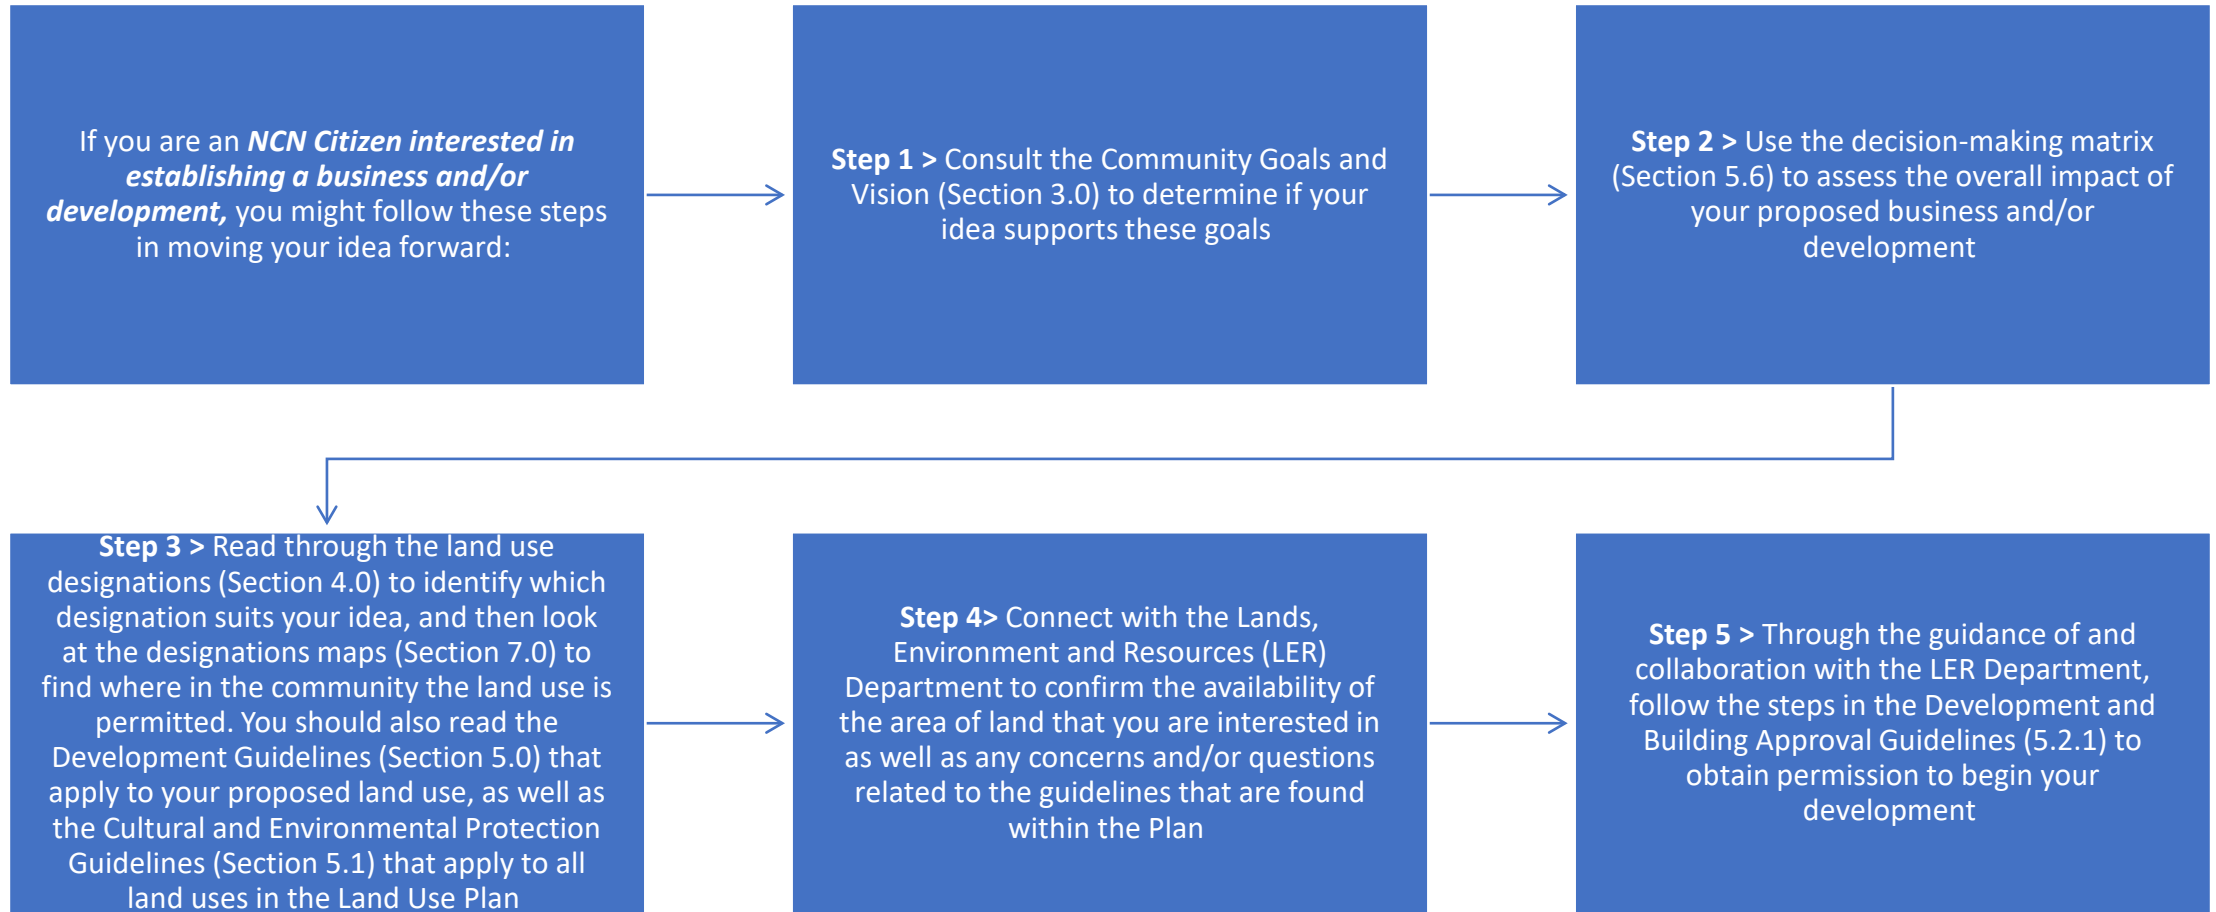 If you are an NCN Citizen interested in
establishing a business and/or
development, you might follow these steps
in moving your idea forward:
Step 1 > Consult the Community Goals and
Vision (Section 3.0) to determine if your
idea supports these goals
Step 2 > Use the decision-making matrix
(Section 5.6) to assess the overall impact of
your proposed business and/or
development
Step 3 > Read through the land use
designations (Section 4.0) to identify which
designation suits your idea, and then look
at the designations maps (Section 7.0) to
find where in the community the land use is
permitted. You should also read the
Development Guidelines (Section 5.0) that
apply to your proposed land use, as well as
the Cultural and Environmental Protection
Guidelines (Section 5.1) that apply to all
land uses in the Land Use Plan
Step 4> Connect with the Lands,
Environment and Resources (LER)
Department to confirm the availability of
the area of land that you are interested in
as well as any concerns and/or questions
related to the guidelines that are found
within the Plan
Step 5 > Through the guidance of and
collaboration with the LER Department,
follow the steps in the Development and
Building Approval Guidelines (5.2.1) to
obtain permission to begin your
development